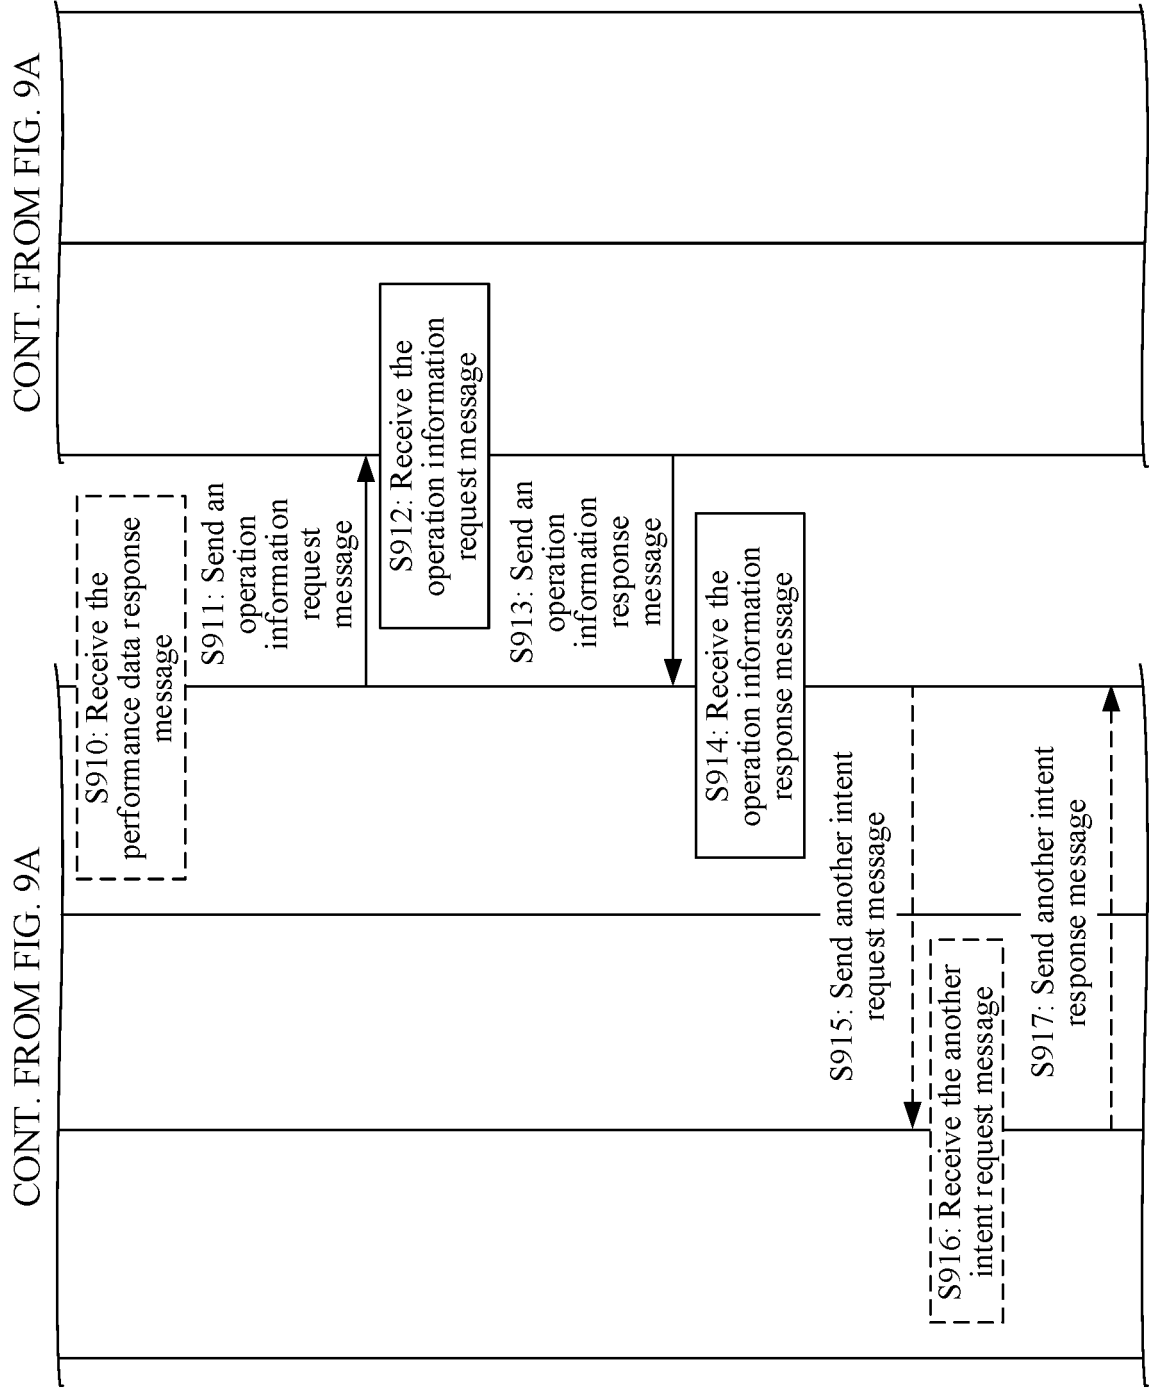 CONT. FROM FIG. 9A
CONT. FROM FIG. 9A
S910: Receive the
performance data response
message
S911: Send an
operation
information
request
message
S912: Receive the
operation information
request message
S913: Send an
operation
information
response
message
S914: Receive the
operation information
response message
S915: Send another intent
request message
S916: Receive the another
intent request message
S917: Send another intent
response message